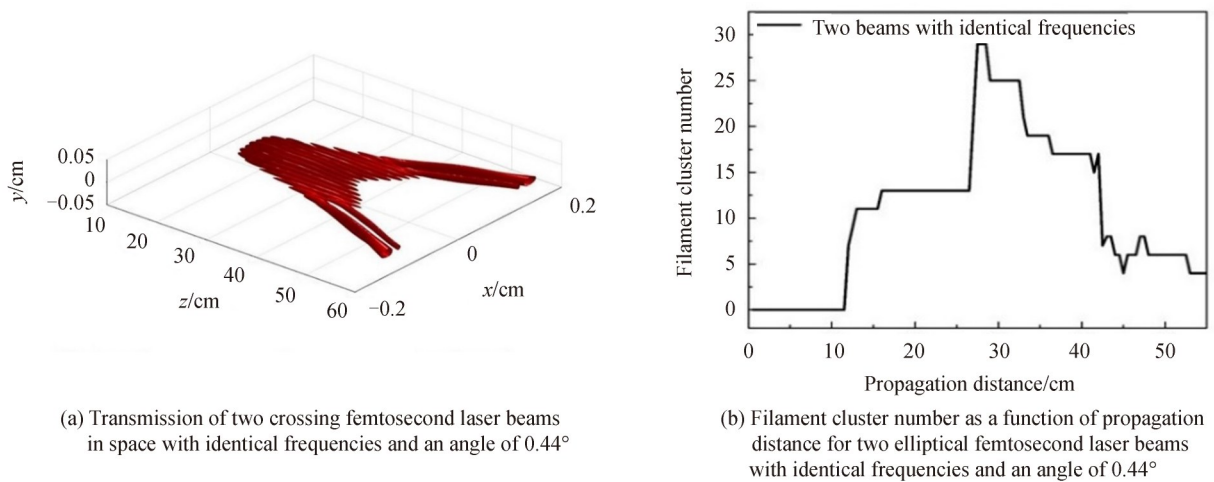 0.05
0
−0.05
y/cm
10
20
30
40
50
60
z/cm
−0.2
0
0.2
x/cm
(a) Transmission of two crossing femtosecond laser beams
in space with identical frequencies and an angle of 0.44°
Two beams with identical frequencies
30
25
20
15
10
5
0
Filament cluster number
0 10 20 30 40 50
Propagation distance/cm
(b) Filament cluster number as a function of propagation
distance for two elliptical femtosecond laser beams
with identical frequencies and an angle of 0.44°